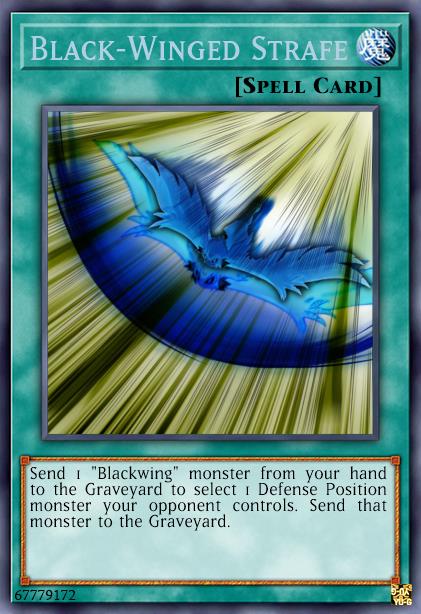 Black-Winged Strafe
魔
[Spell Card]
Send 1 "Blackwing" monster from your hand
to the Graveyard to select 1 Defense Position
monster your opponent controls. Send that
monster to the Graveyard.
67779172